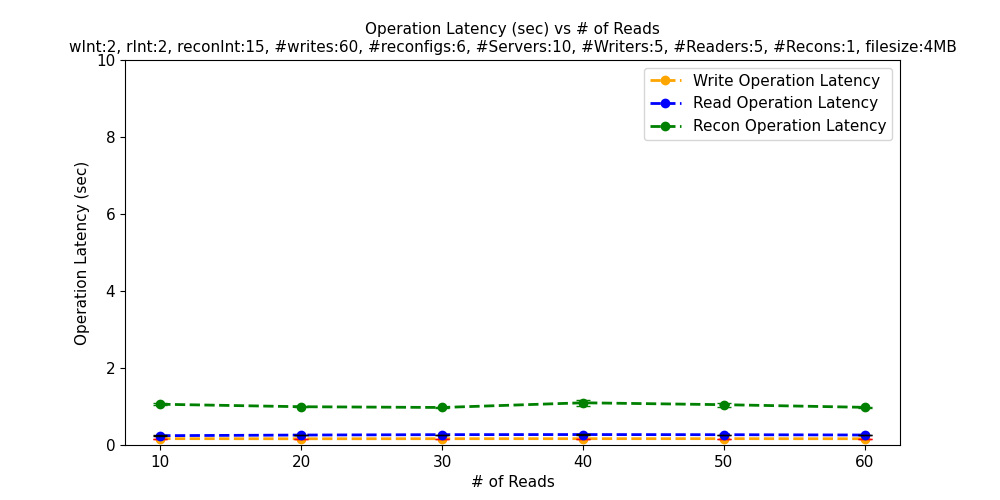 Operation Latency (sec) vs # of Reads
wInt:2, rInt:2, reconInt:15, #writes:60, #reconfigs:6, #Servers:10, #Writers:5, #Readers:5, #Recons:1, filesize:4MB
Write Operation Latency
Read Operation Latency
Recon Operation Latency
Operation Latency (sec)
10
8
6
4
2
0
10 20 30 40 50 60
# of Reads